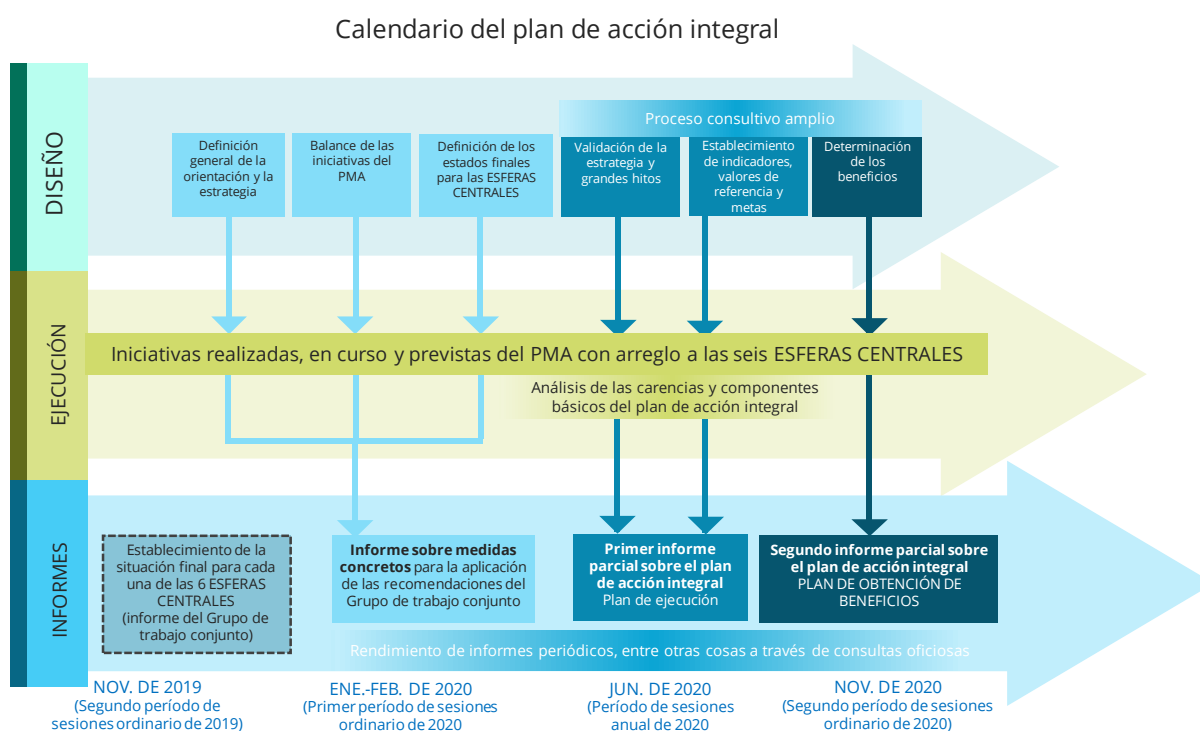 Calendario del plan de acción integral
DISEÑO
Proceso consultivo amplio
Definición
general de la
orientación y la
estrategia
Balance de las
iniciativas del
PMA
Definición de los
estados finales
para las ESFERAS
CENTRALES
Validación de la
estrategia y
grandes hitos
Establecimiento
de indicadores,
valores de
referencia y
metas
Determinación
de los
beneficios
EJECUCIÓN
Iniciativas realizadas, en curso y previstas del PMA con arreglo a las seis ESFERAS CENTRALES
Análisis de las carencias y componentes
básicos del plan de acción integral
INFORMES
Establecimiento de la
situación final para cada
una de las 6 ESFERAS
CENTRALES
(informe del Grupo de
trabajo conjunto)
Informe sobre medidas
concretos para la aplicación
de las recomendaciones del
Grupo de trabajo conjunto
Primer informe
parcial sobre el plan
de acción integral
Plan de ejecución
Segundo informe parcial sobre
el plan de acción integral
PLAN DE OBTENCIÓN DE
BENEFICIOS
Rendimiento de informes periódicos, entre otras cosas a través de consultas oficiosas
NOV. DE 2019
(Segundo período de
sesiones ordinario de 2019)
ENE.-FEB. DE 2020
(Primer período de sesiones
ordinario de 2020
JUN. DE 2020
(Período de sesiones
anual de 2020)
NOV. DE 2020
(Segundo período de sesiones
ordinario de 2020)